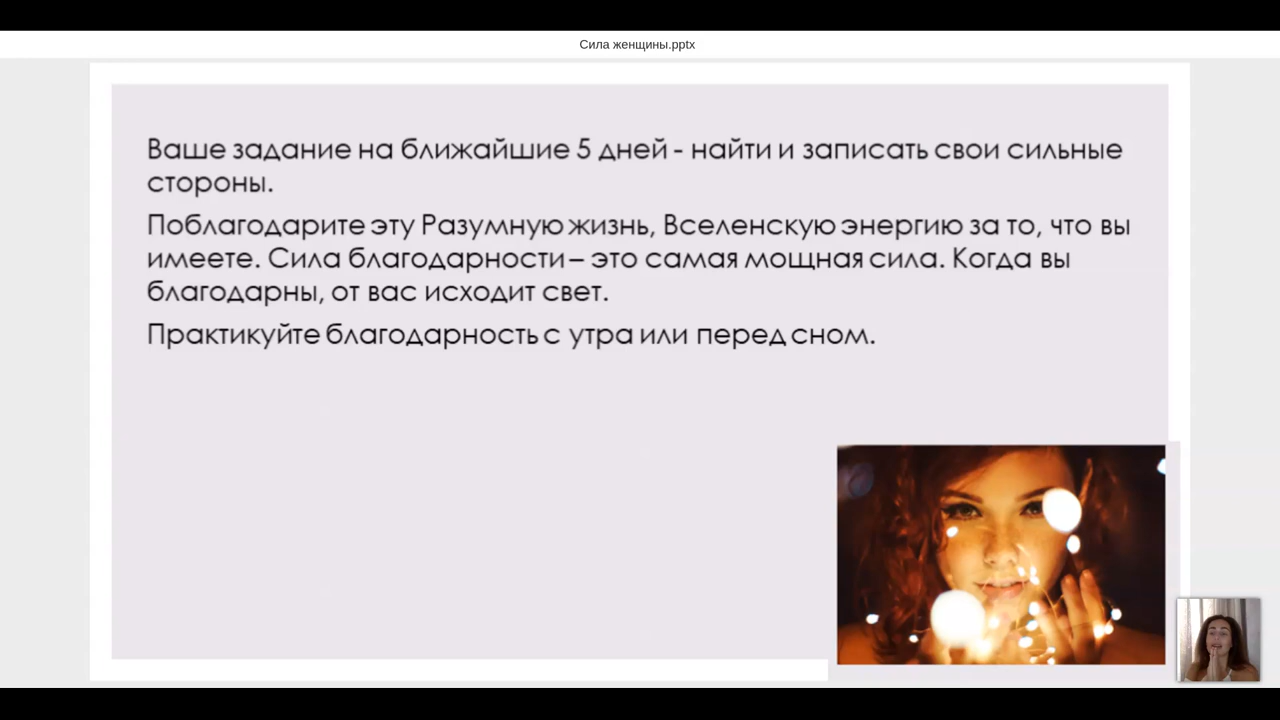 Сила женщины.pptx
Ваше задание на ближайшие 5 дней - найти и записать свои сильные
стороны.
Поблагодарите эту Разумную жизнь, Вселенскую энергию за то, что вы
имеете. Сила благодарности – это самая мощная сила. Когда вы
благодарны, от вас исходит свет.
Практикуйте благодарность с утра или перед сном.